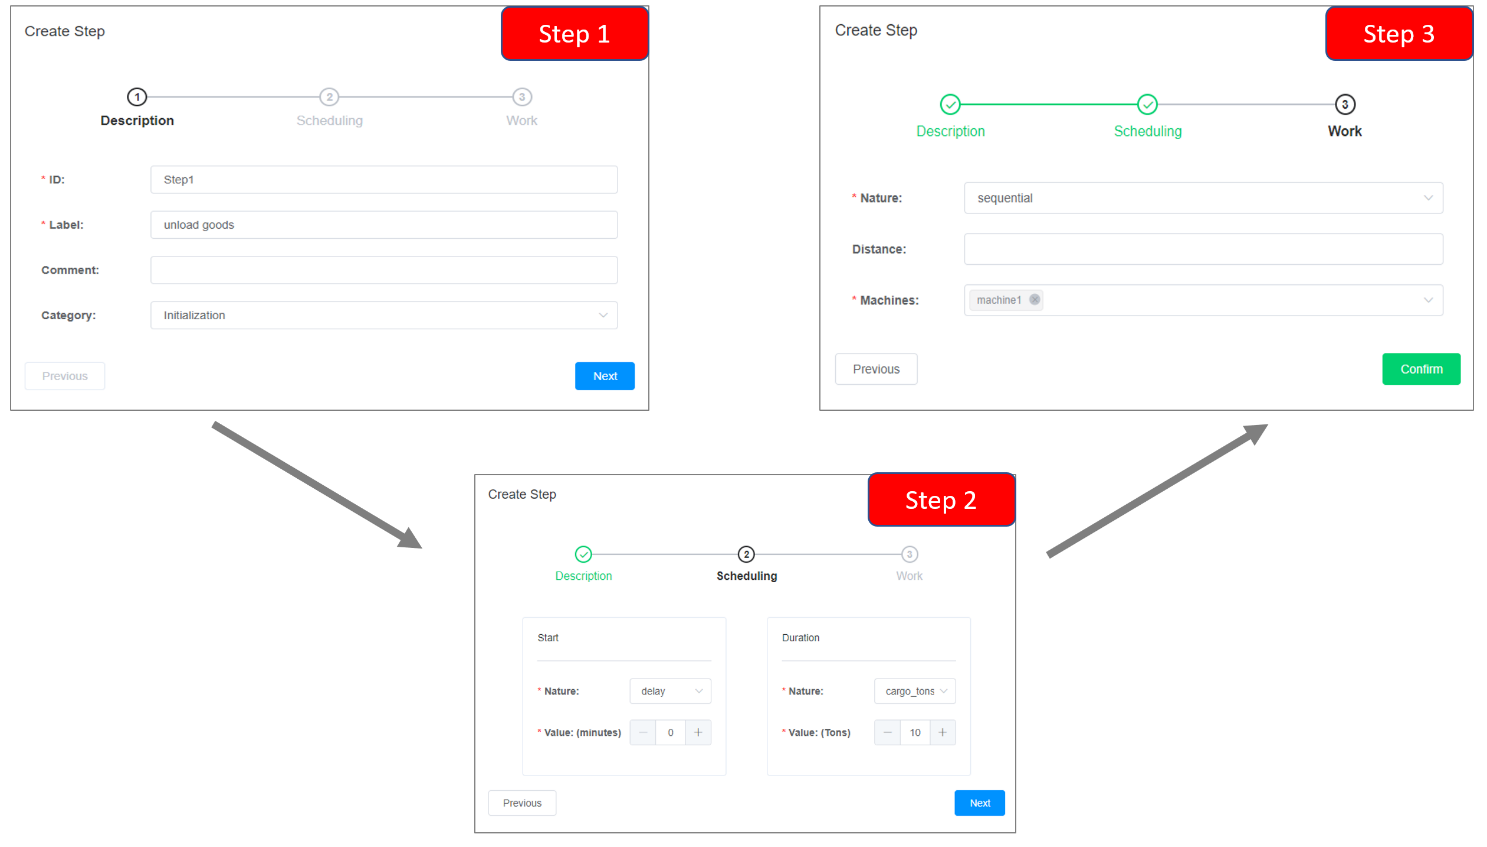 Create Step
Step 1
1
2
3
Description
Scheduling
Work
* ID:
Step1
* Label:
unload goods
Comment:
Category:
Initialization
Previous
Next
Create Step
Step 2
Description
2
Scheduling
3
Work
Start
* Nature:
delay
* Value: (minutes)
− 0 +
Duration
* Nature:
cargo_tons
* Value: (Tons)
− 10 +
Previous
Next
Create Step
Step 3
Description
Scheduling
3
Work
* Nature:
sequential
Distance:
* Machines:
machine1
Previous
Confirm